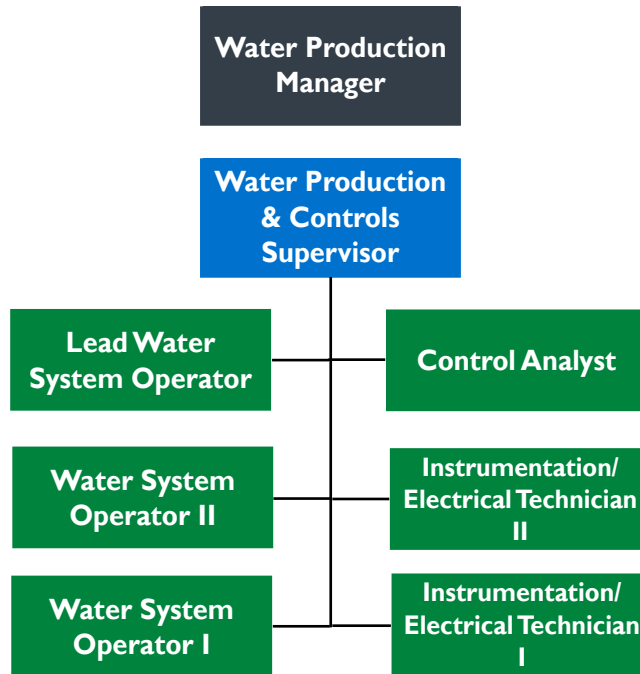 Water Production
Manager
Water Production
& Controls
Supervisor
Lead Water
System Operator
Control Analyst
Water System
Operator II
Instrumentation/
Electrical Technician
II
Water System
Operator I
Instrumentation/
Electrical Technician
I